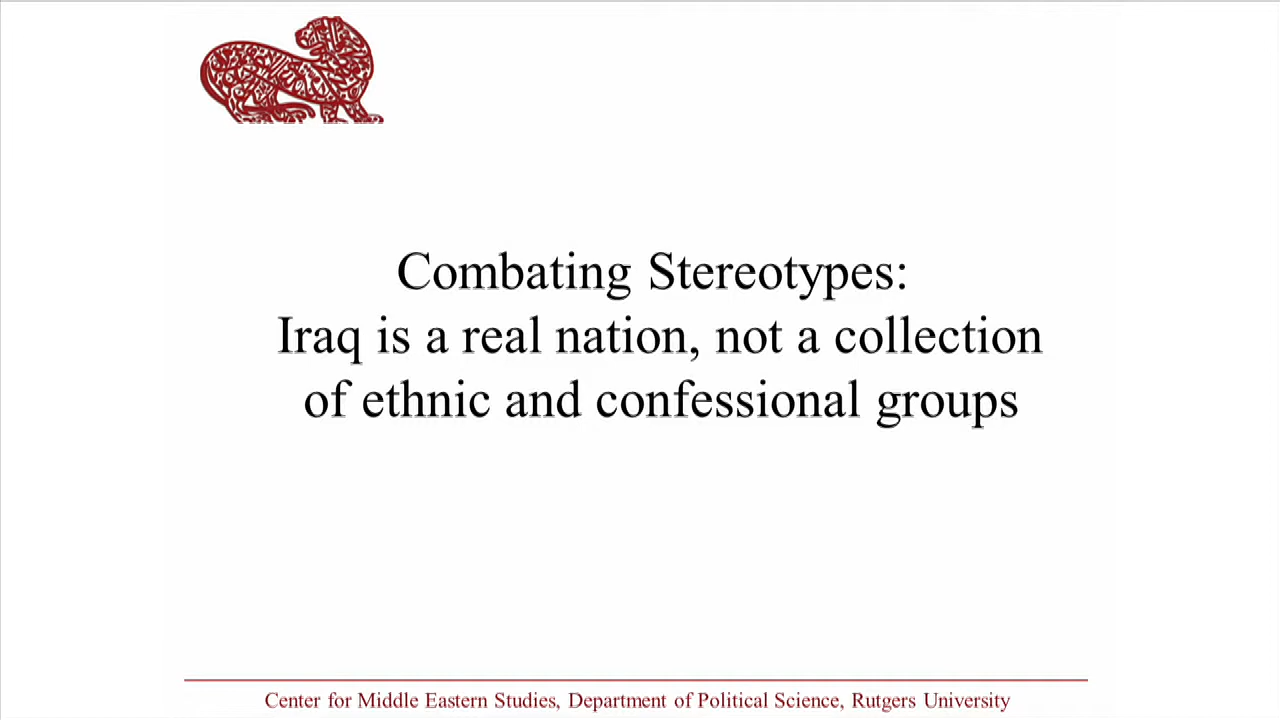 Combating Stereotypes:
Iraq is a real nation, not a collection
of ethnic and confessional groups
Center for Middle Eastern Studies, Department of Political Science, Rutgers University